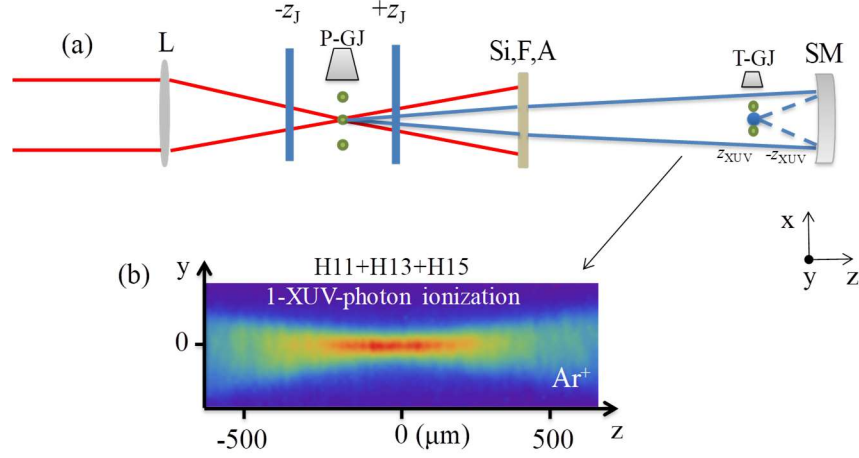 (a)
L
-zJ
+zJ
P-GJ
Si,F,A
T-GJ
SM
zXUV
-zXUV
x
y
z
(b)
y
H11+H13+H15
1-XUV-photon ionization
0
Ar+
-500
0 (μm)
500
z